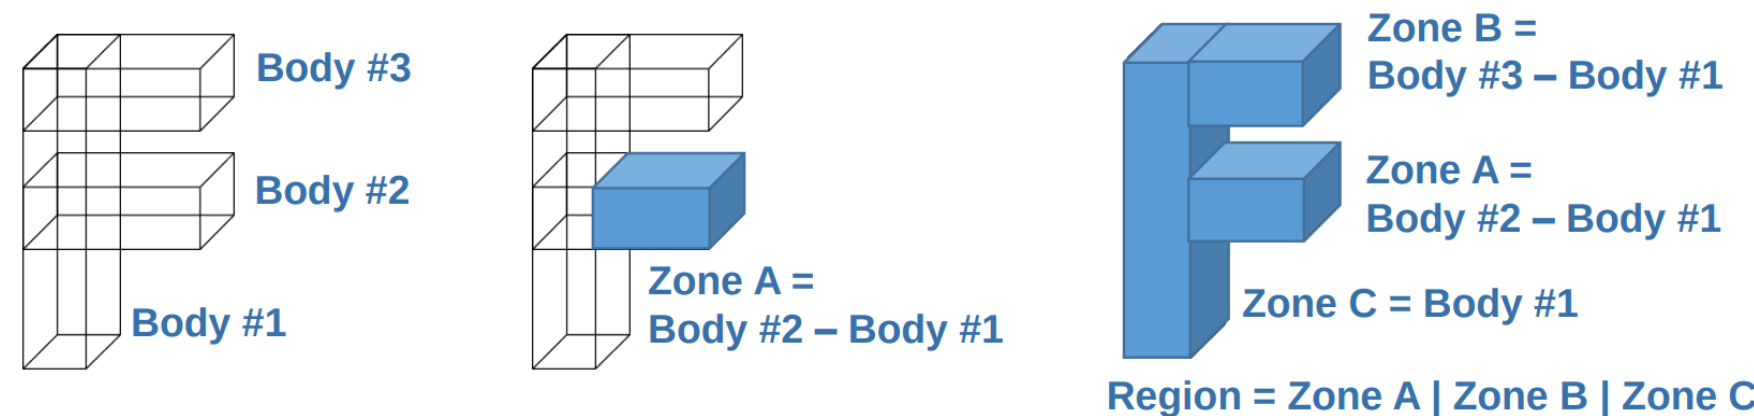 Body #3
Body #2
Body #1
Zone A =
Body #2 – Body #1
Zone B =
Body #3 – Body #1
Zone A =
Body #2 – Body #1
Zone C = Body #1
Region = Zone A | Zone B | Zone C